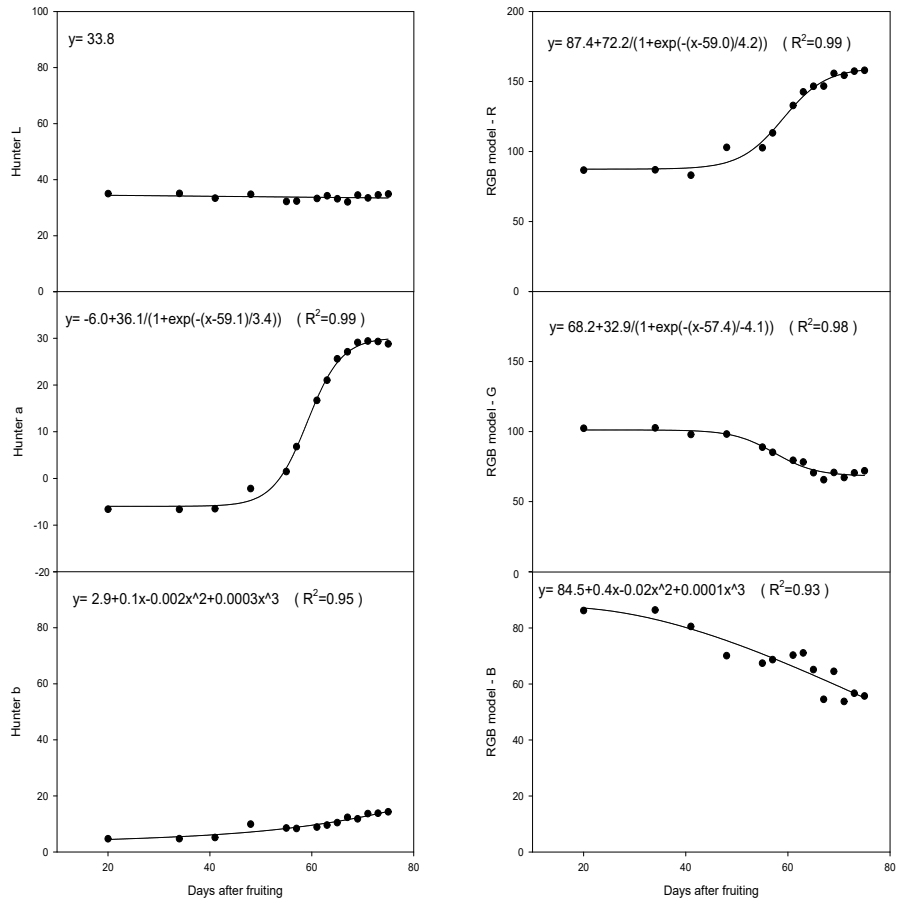 100
80
60
40
20
0
Hunter L
y= 33.8
30
20
10
0
-10
-20
Hunter a
y= -6.0+36.1/(1+exp(-(x-59.1)/3.4)) ( R²=0.99 )
80
60
40
20
0
Hunter b
y= 2.9+0.1x-0.002x^2+0.0003x^3 ( R²=0.95 )
20 40 60 80
Days after fruiting
200
150
100
50
0
RGB model - R
y= 87.4+72.2/(1+exp(-(x-59.0)/4.2)) ( R²=0.99 )
150
100
50
0
RGB model - G
y= 68.2+32.9/(1+exp(-(x-57.4)/-4.1)) ( R²=0.98 )
80
60
40
20
0
RGB model - B
y= 84.5+0.4x-0.02x^2+0.0001x^3 ( R²=0.93 )
20 40 60 80
Days after fruiting